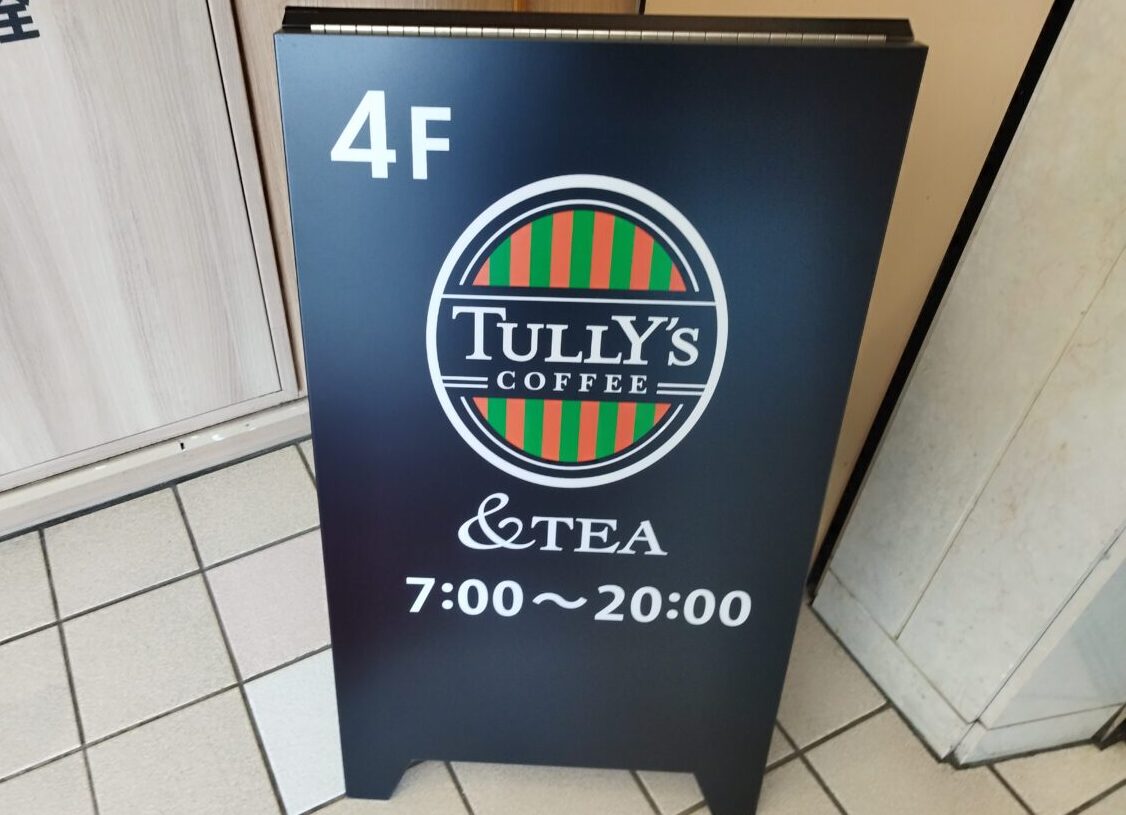 4F
TULLY'S
COFFEE
&TEA
7:00～20:00